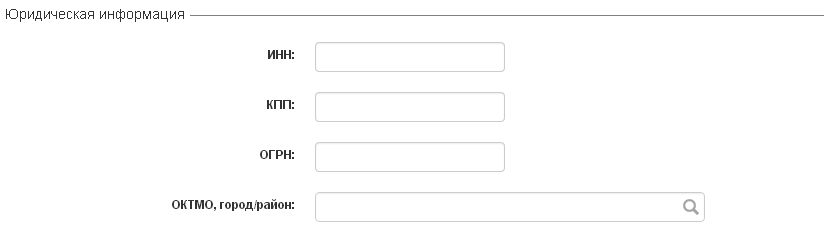 Юридическая информация
ИНН:
КПП:
ОГРН:
ОКТМО, город/район: